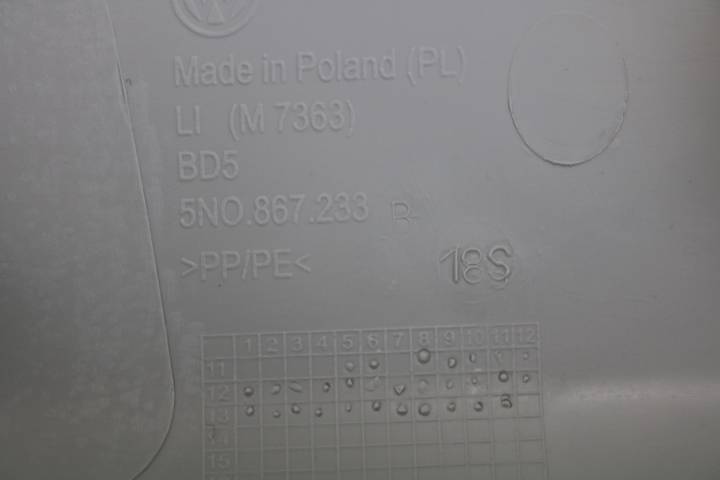 Made in Poland (PL)
LI (M 7363)
BD5
5N0.867.233 B
>PP/PE< 18S
1 2 3 4 5 6 7 8 9 10 11 12
11
12
13
14
15